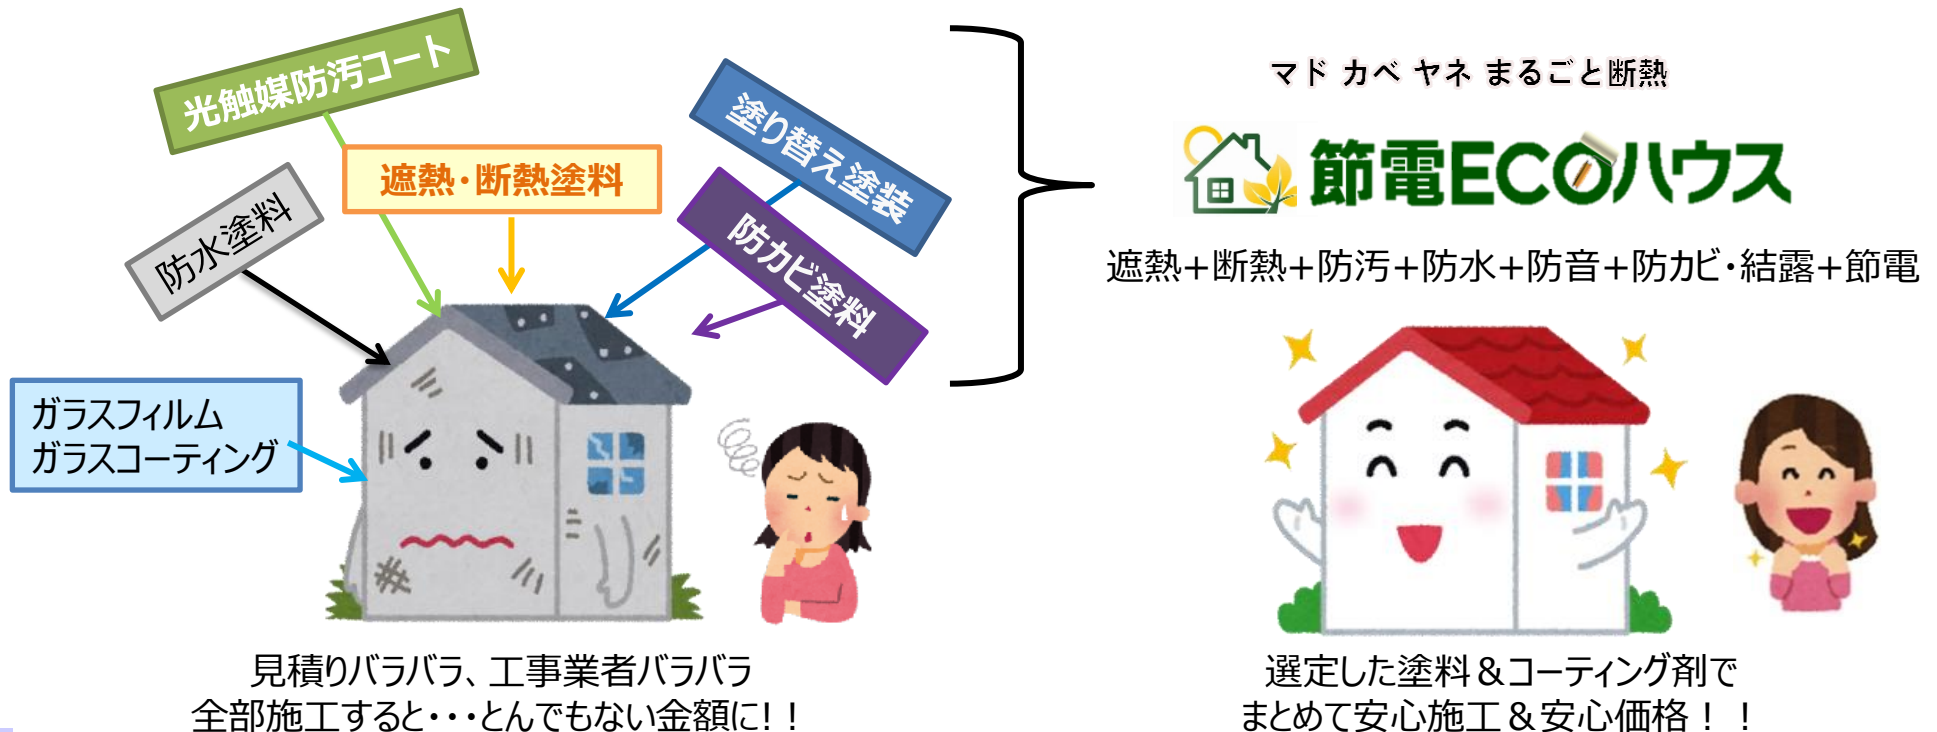 光触媒防汚コート
遮熱・断熱塗料
塗り替え塗装
防カビ塗料
防水塗料
ガラスフィルム
ガラスコーティング
見積りバラバラ、工事業者バラバラ
全部施工すると・・・とんでもない金額に！！
マド カベ ヤネ まるごと断熱
節電ECOハウス
遮熱+断熱+防汚+防水+防音+防カビ・結露+節電
選定した塗料＆コーティング剤で
まとめて安心施工＆安心価格！！